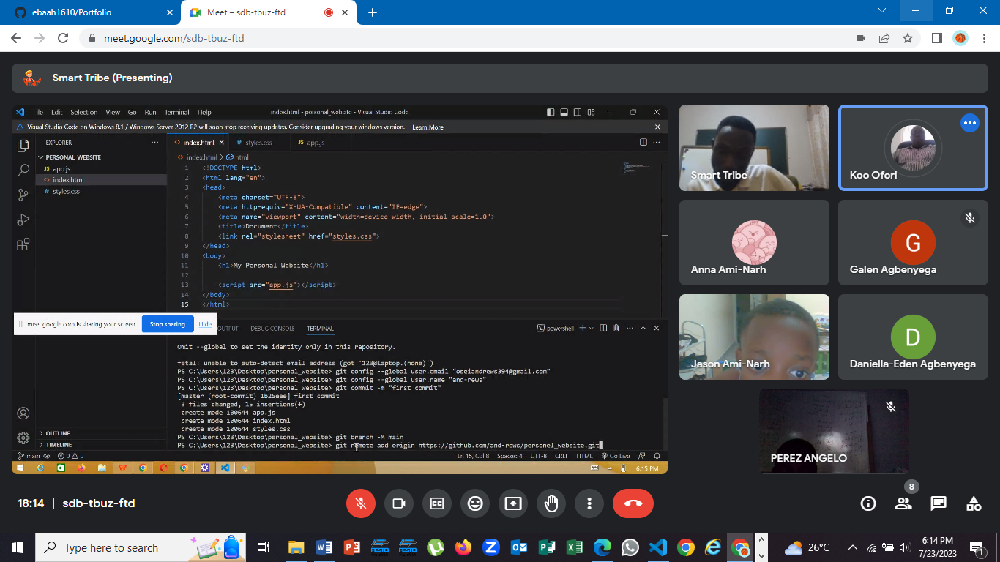 ebaah1610/Portfolio
Meet – sdb-tbuz-ftd
meet.google.com/sdb-tbuz-ftd
Smart Tribe (Presenting)
File Edit Selection View Go Run Terminal Help
index.html - personal_website - Visual Studio Code
Visual Studio Code on Windows 8.1 / Windows Server 2012 R2 will soon stop receiving updates. Consider upgrading your windows version. Learn More
EXPLORER
PERSONAL_WEBSITE
app.js
index.html
styles.css
index.html styles.css app.js
index.html > html
1 <!DOCTYPE html>
2 <html lang="en">
3 <head>
4 <meta charset="UTF-8">
5 <meta http-equiv="X-UA-Compatible" content="IE=edge">
6 <meta name="viewport" content="width=device-width, initial-scale=1.0">
7 <title>Document</title>
8 <link rel="stylesheet" href="styles.css">
9 </head>
10 <body>
11 <h1>My Personal Website</h1>
12
13 <script src="app.js"></script>
14 </body>
15 </html>
meet.google.com is sharing your screen. Stop sharing Hide
OUTPUT DEBUG CONSOLE TERMINAL powershell
Omit --global to set the identity only in this repository.
fatal: unable to auto-detect email address (got '123@laptop.(none)')
PS C:\Users\123\Desktop\personal_website> git config --global user.email "oseiandrews394@gmail.com"
PS C:\Users\123\Desktop\personal_website> git config --global user.name "and-rews"
PS C:\Users\123\Desktop\personal_website> git commit -m "first commit"
[master (root-commit) 1b25eee] first commit
3 files changed, 15 insertions(+)
create mode 100644 app.js
create mode 100644 index.html
create mode 100644 styles.css
PS C:\Users\123\Desktop\personal_website> git branch -M main
PS C:\Users\123\Desktop\personal_website> git remote add origin https://github.com/and-rews/personel_website.git
OUTLINE
TIMELINE
main 0 0
Ln 15, Col 8 Spaces: 4 UTF-8 CRLF HTML Go Live
6:15 PM
Smart Tribe
Koo Ofori
Anna Ami-Narh
G
Galen Agbenyega
Jason Ami-Narh
D
Daniella-Eden Agbenyega
PEREZ ANGELO
18:14 | sdb-tbuz-ftd
8
Type here to search
FESTO
FESTO
26°C
6:14 PM
7/23/2023
1